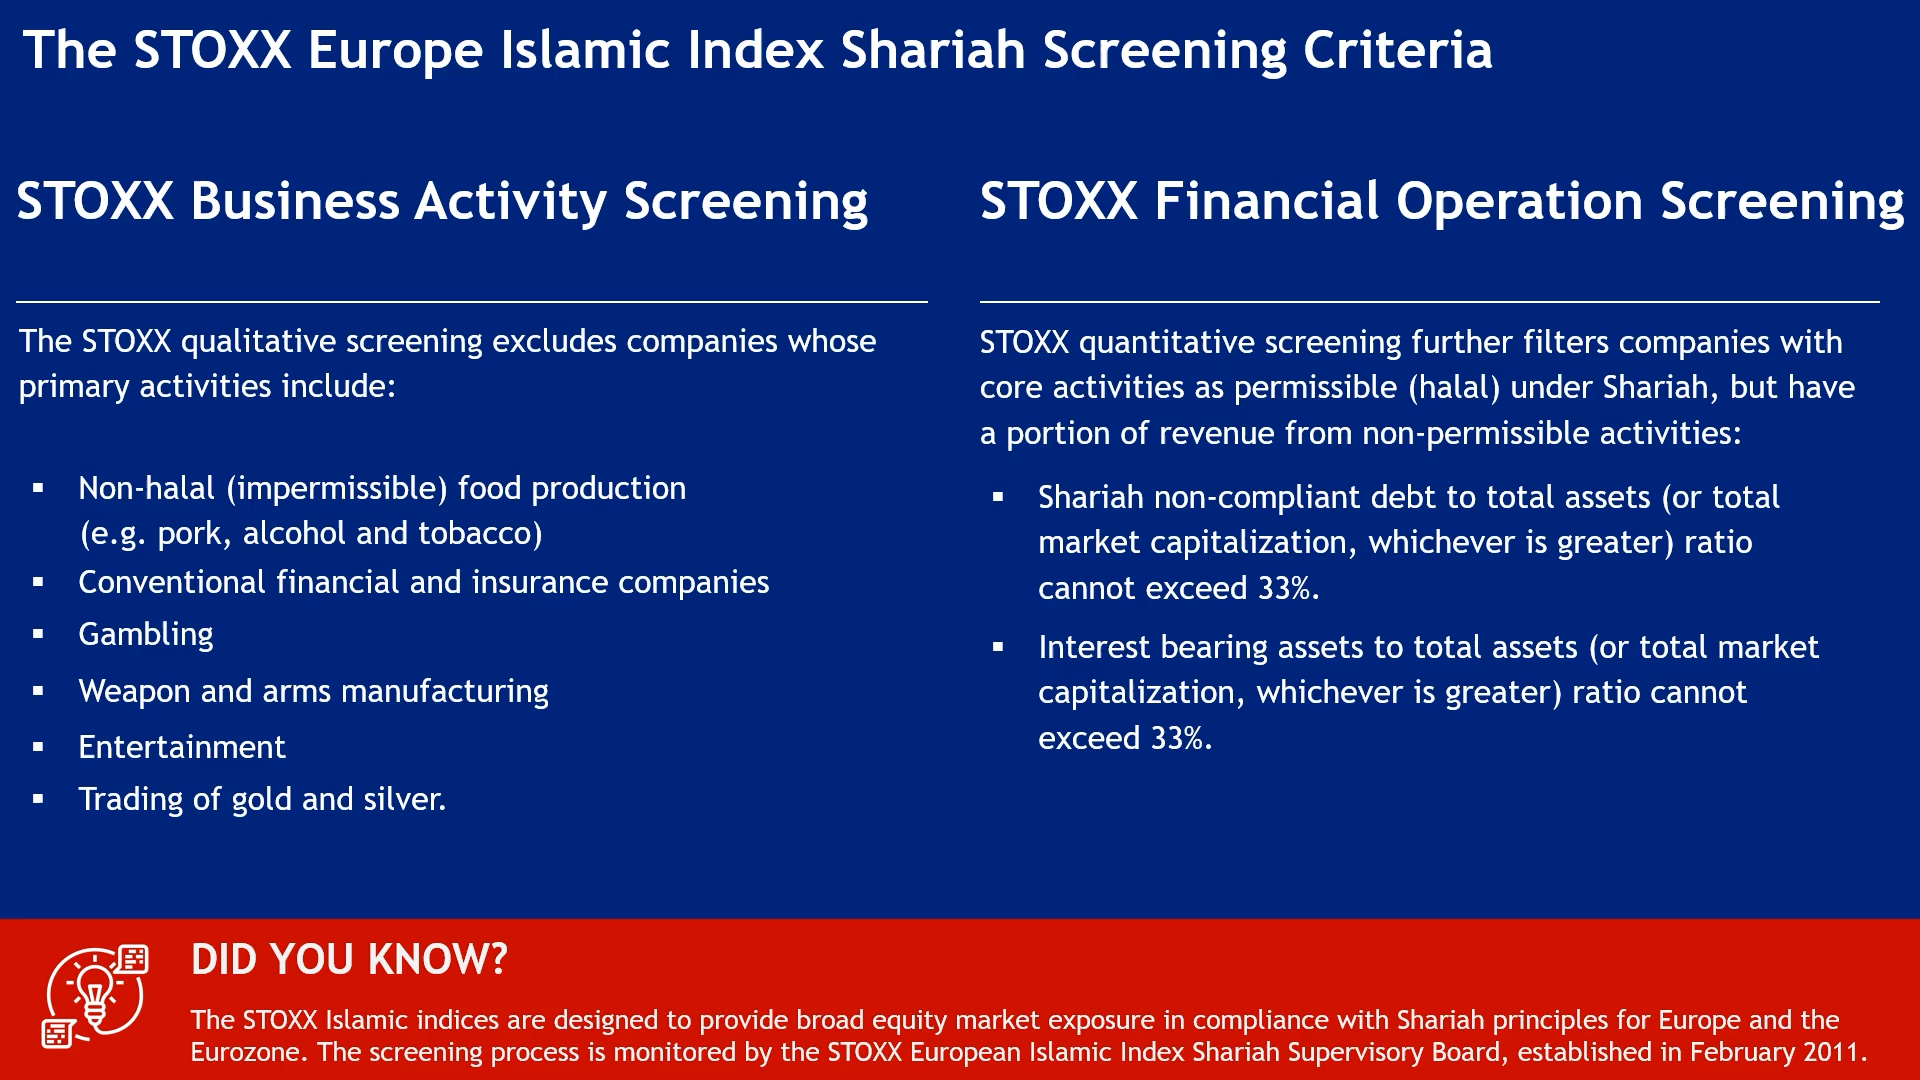 The STOXX Europe Islamic Index Shariah Screening Criteria
STOXX Business Activity Screening
The STOXX qualitative screening excludes companies whose
primary activities include:
▪ Non-halal (impermissible) food production
(e.g. pork, alcohol and tobacco)
▪ Conventional financial and insurance companies
▪ Gambling
▪ Weapon and arms manufacturing
▪ Entertainment
▪ Trading of gold and silver.
STOXX Financial Operation Screening
STOXX quantitative screening further filters companies with
core activities as permissible (halal) under Shariah, but have
a portion of revenue from non-permissible activities:
▪ Shariah non-compliant debt to total assets (or total
market capitalization, whichever is greater) ratio
cannot exceed 33%.
▪ Interest bearing assets to total assets (or total market
capitalization, whichever is greater) ratio cannot
exceed 33%.
DID YOU KNOW?
The STOXX Islamic indices are designed to provide broad equity market exposure in compliance with Shariah principles for Europe and the
Eurozone. The screening process is monitored by the STOXX European Islamic Index Shariah Supervisory Board, established in February 2011.